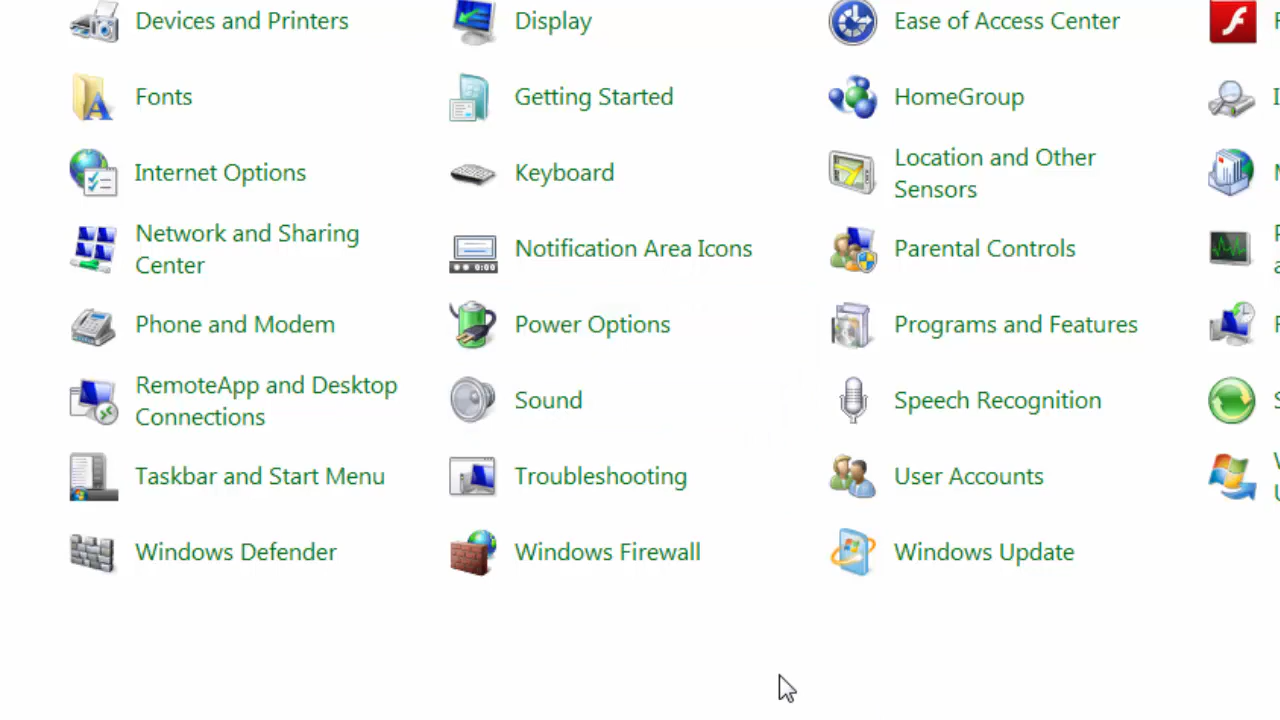 Devices and Printers
Display
Ease of Access Center
Fonts
Getting Started
HomeGroup
Internet Options
Keyboard
Location and Other
Sensors
Network and Sharing
Center
Notification Area Icons
Parental Controls
Phone and Modem
Power Options
Programs and Features
RemoteApp and Desktop
Connections
Sound
Speech Recognition
Taskbar and Start Menu
Troubleshooting
User Accounts
Windows Defender
Windows Firewall
Windows Update